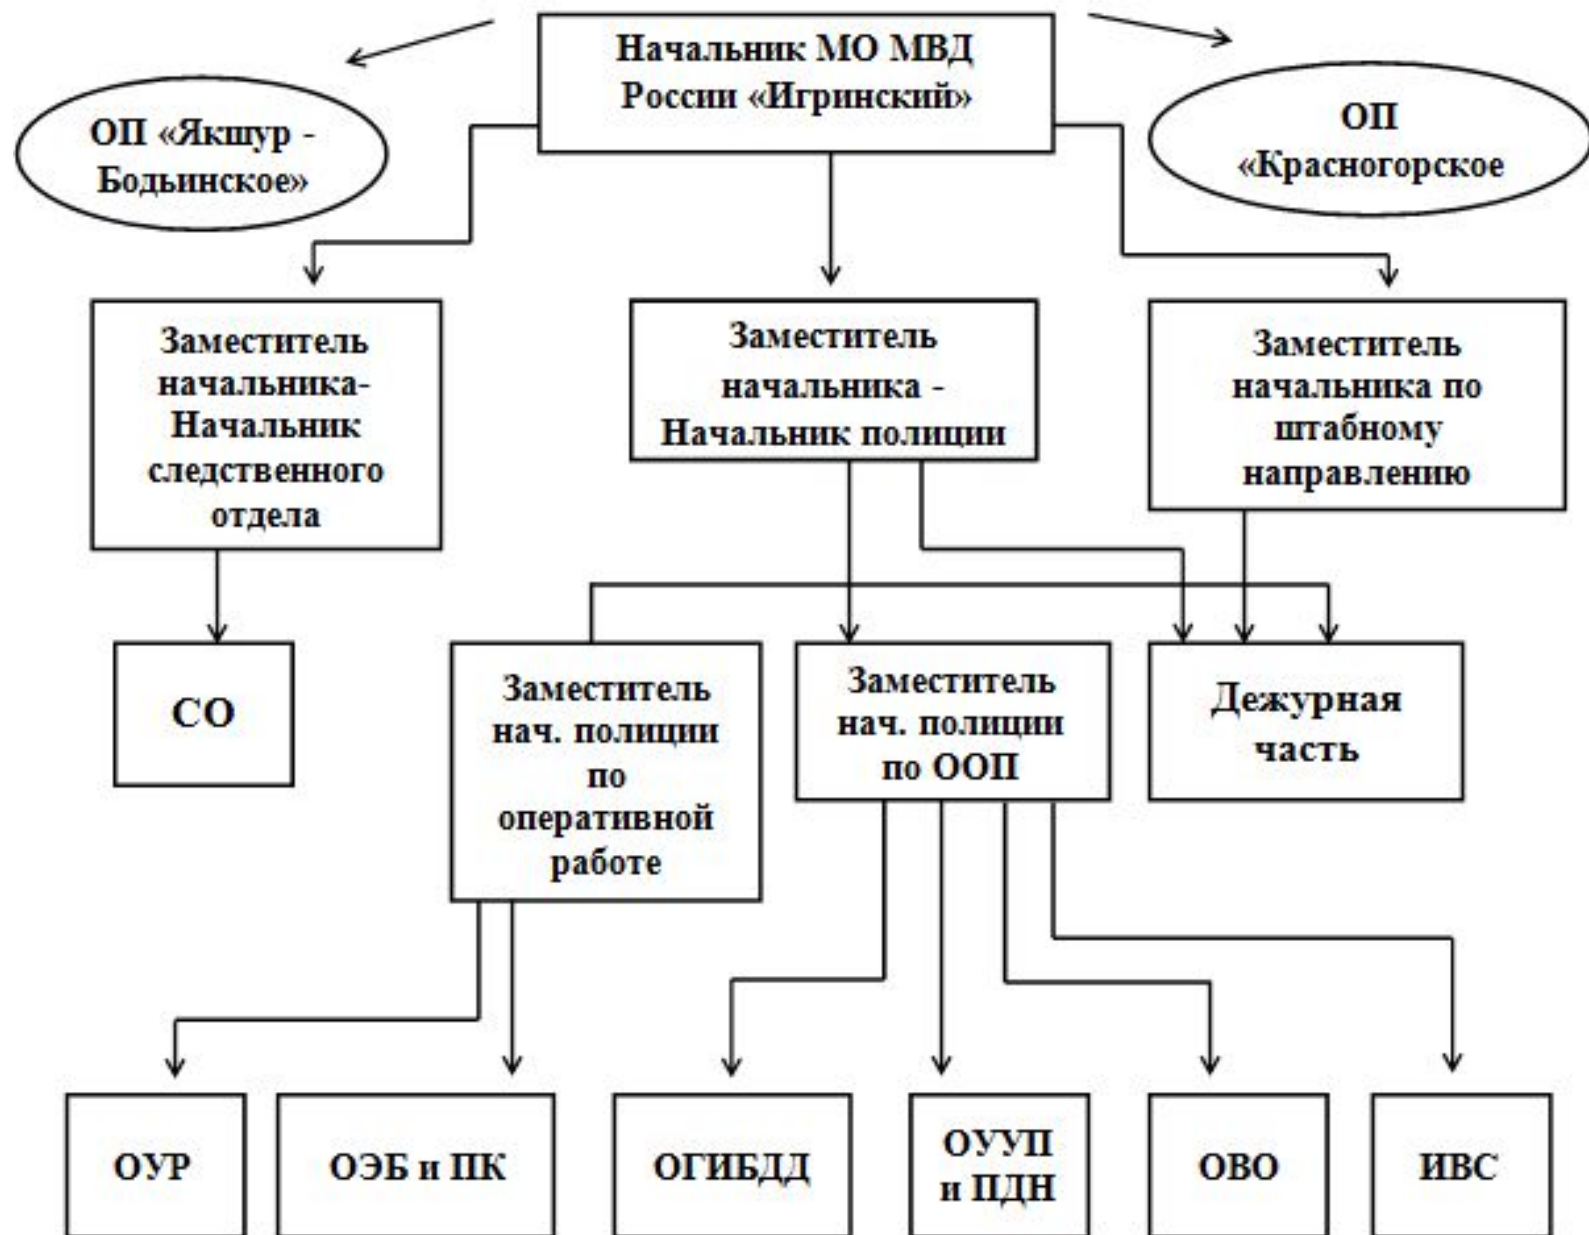 Начальник МО МВД
России «Игринский»
ОП «Якшур -
Бодьинское»
ОП
«Красногорское
Заместитель
начальника-
Начальник
следственного
отдела
Заместитель
начальника -
Начальник полиции
Заместитель
начальника по
штабному
направлению
СО
Заместитель
нач. полиции
по
оперативной
работе
Заместитель
нач. полиции
по ООП
Дежурная
часть
ОУР
ОЭБ и ПК
ОГИБДД
ОУУП
и ПДН
ОВО
ИВС